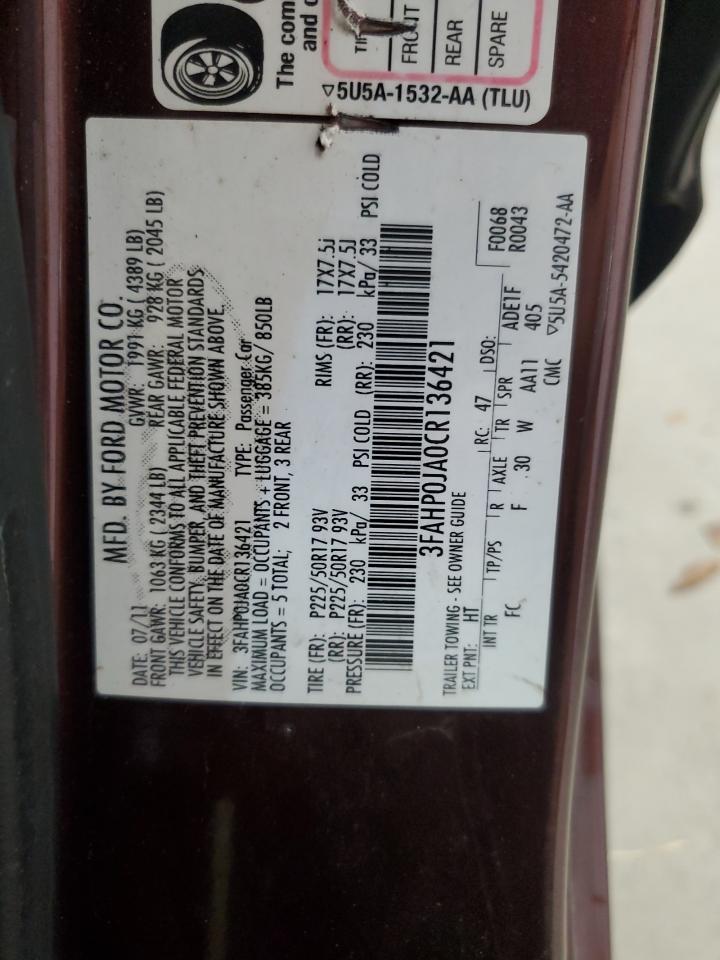 The com
and c
TIR
FRONT
REAR
SPARE
▽5U5A-1532-AA (TLU)
MFD. BY FORD MOTOR CO.
DATE: 07/11 GVWR: 1991 KG ( 4389 LB)
FRONT GAWR: 1063 KG ( 2344 LB) REAR GAWR: 928 KG ( 2045 LB)
THIS VEHICLE CONFORMS TO ALL APPLICABLE FEDERAL MOTOR
VEHICLE SAFETY, BUMPER, AND THEFT PREVENTION STANDARDS
IN EFFECT ON THE DATE OF MANUFACTURE SHOWN ABOVE.
VIN: 3FAHP0JA0CR136421 TYPE: Passenger Car
MAXIMUM LOAD = OCCUPANTS + LUGGAGE = 385KG/ 850LB
OCCUPANTS = 5 TOTAL; 2 FRONT, 3 REAR
TIRE (FR): P225/50R17 93V RIMS (FR): 17X7.5J
(RR): P225/50R17 93V (RR): 17X7.5J
PRESSURE (FR): 230 kPa/ 33 PSI COLD (RR): 230 kPa/ 33 PSI COLD
3FAHP0JA0CR136421
TRAILER TOWING - SEE OWNER GUIDE
EXT PNT: HT RC: 47 DSO: F0068
R0043
INT TR TP/PS R AXLE TR SPR ADE1F
FC F 30 W AA11 405
CMC ▽5U5A-5420472-AA